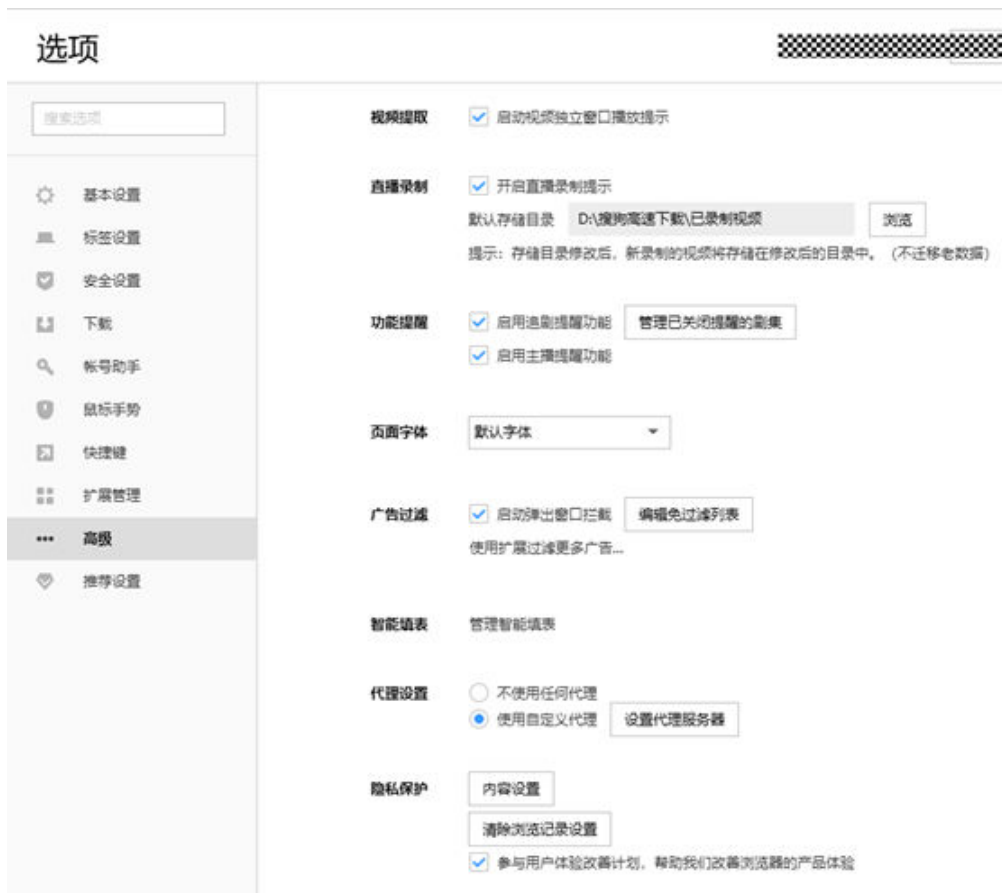 选项
搜索选项
基本设置
标签设置
安全设置
下载
帐号助手
鼠标手势
快捷键
扩展管理
高级
推荐设置
视频提取 启动视频独立窗口播放提示
直播录制 开启直播录制提示
默认存储目录 D:\搜狗高速下载\已录制视频 浏览
提示：存储目录修改后，新录制的视频将存储在修改后的目录中。（不迁移老数据）
功能提醒 启用追剧提醒功能 管理已关闭提醒的剧集
启用主播提醒功能
页面字体 默认字体
广告过滤 启动弹出窗口拦截 编辑免过滤列表
使用扩展过滤更多广告...
智能填表 管理智能填表
代理设置 不使用任何代理
使用自定义代理 设置代理服务器
隐私保护 内容设置
清除浏览记录设置
参与用户体验改善计划，帮助我们改善浏览器的产品体验